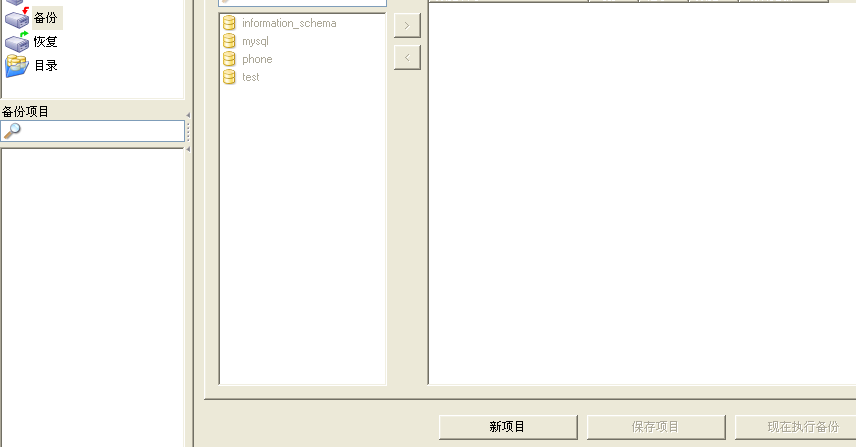 备份
恢复
目录
备份项目
information_schema
mysql
phone
test
>
<
新项目
保存项目
现在执行备份